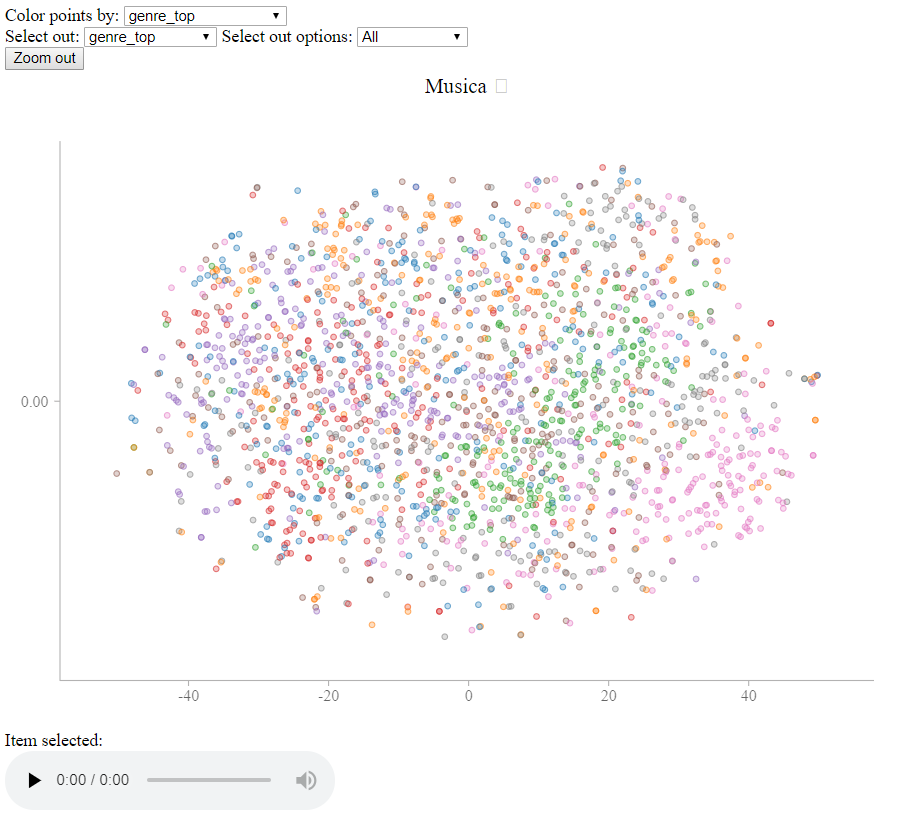 Color points by: genre_top
Select out: genre_top Select out options: All
Zoom out
Musica
0.00
-40 -20 0 20 40
Item selected:
0:00 / 0:00